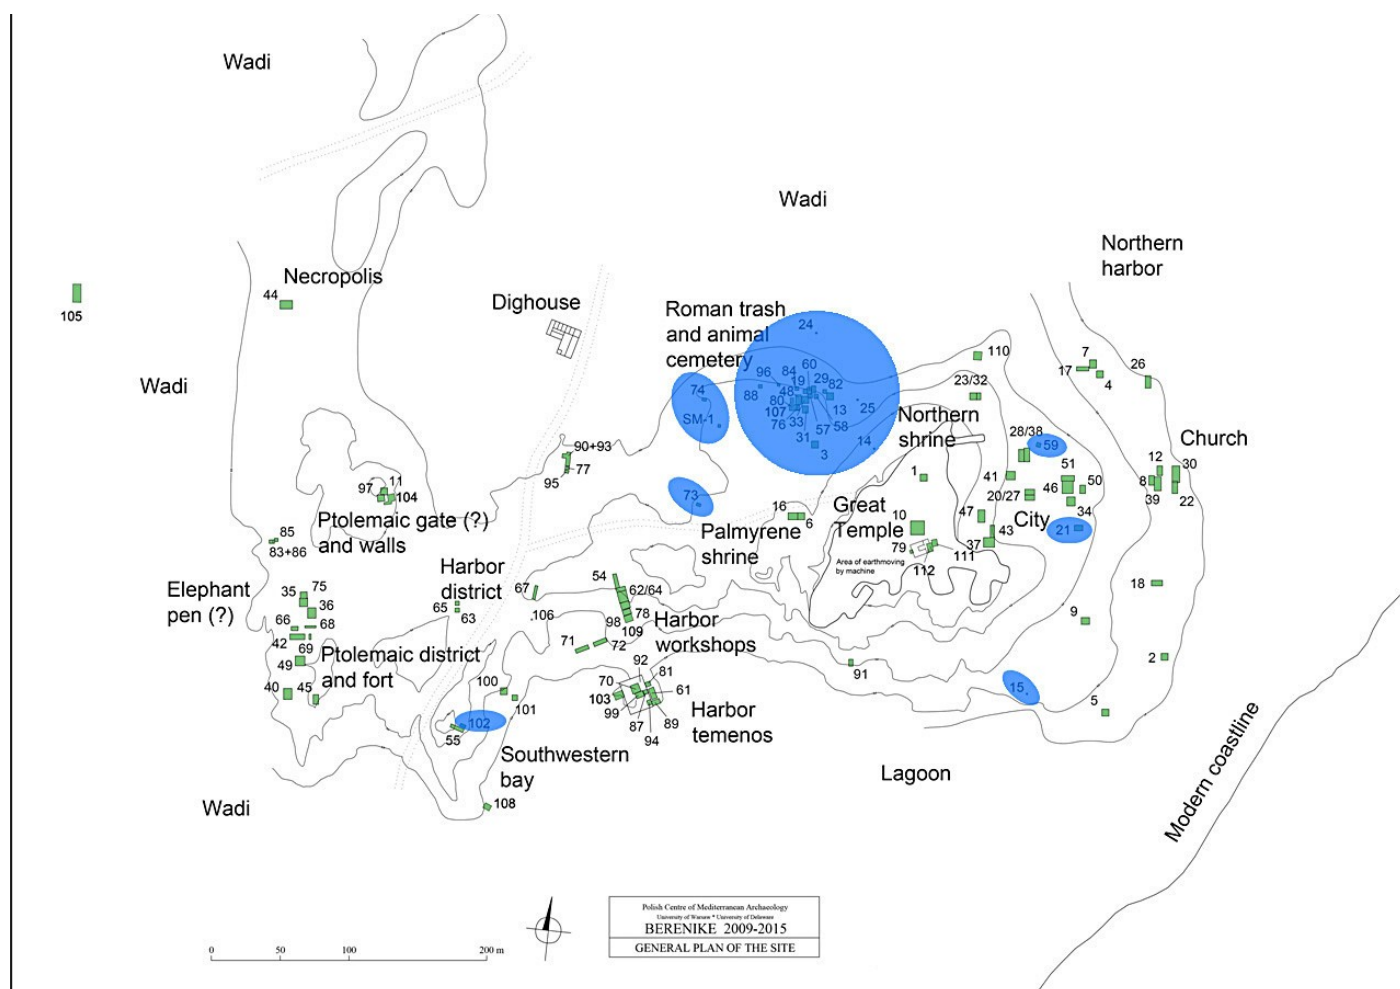 Wadi
Wadi
Northern
harbor
Necropolis
44
105
Dighouse
Roman trash
and animal
cemetery
24
7
17
4
26
110
Wadi
60
84
96
19
29
82
48
88
80
107
13
25
76
33
58
57
31
3
14
74
SM-1
23/32
Northern
shrine
28/38
59
Church
12
30
8
39
22
90+93
77
95
1
41
51
46
50
20/27
34
97
11
104
Ptolemaic gate (?)
and walls
73
16
6
Palmyrene
shrine
Great
Temple
10
47
City
21
43
37
79
111
112
Area of earthmoving
by machine
85
83+86
Harbor
district
Elephant
pen (?)
35
75
36
66
68
42
69
49
40
45
Ptolemaic district
and fort
65
63
67
106
54
62/64
78
98
109
71
72
Harbor
workshops
18
9
2
91
15
5
92
70
81
103
61
99
87
89
94
Harbor
temenos
100
101
102
55
Southwestern
bay
108
Lagoon
Wadi
Modern coastline
Polish Centre of Mediterranean Archaeology
University of Warsaw * University of Delaware
BERENIKE 2009-2015
GENERAL PLAN OF THE SITE
0 50 100 200 m